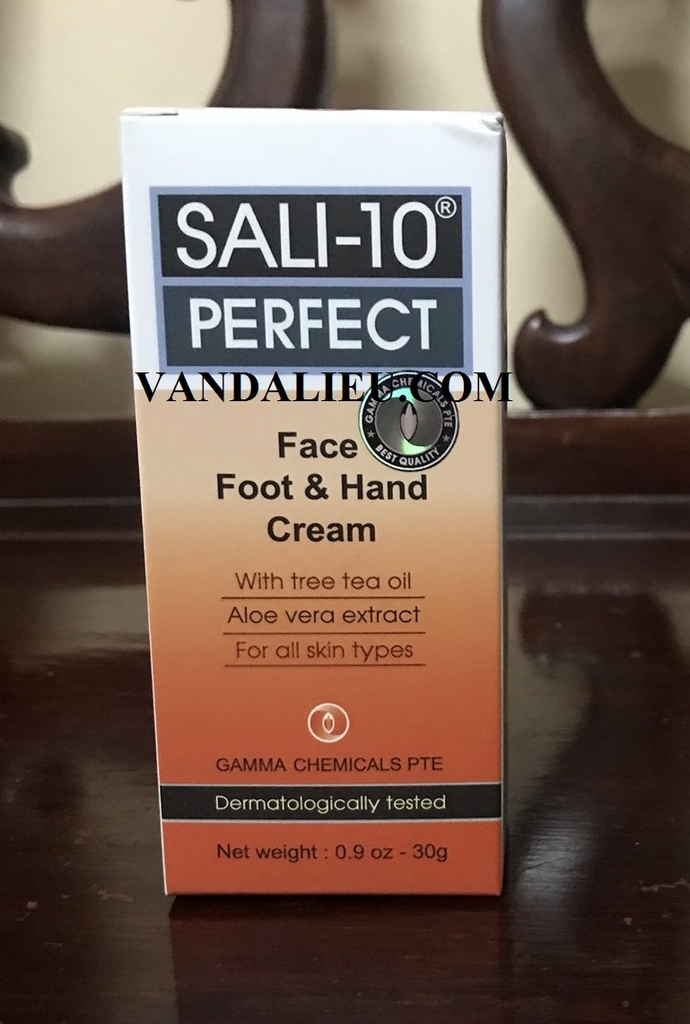 SALI-10®
PERFECT
VANDALIEU.COM
GAMMA CHEMICALS PTE
BEST QUALITY
Face
Foot & Hand
Cream
With tree tea oil
Aloe vera extract
For all skin types
GAMMA CHEMICALS PTE
Dermatologically tested
Net weight : 0.9 oz - 30g